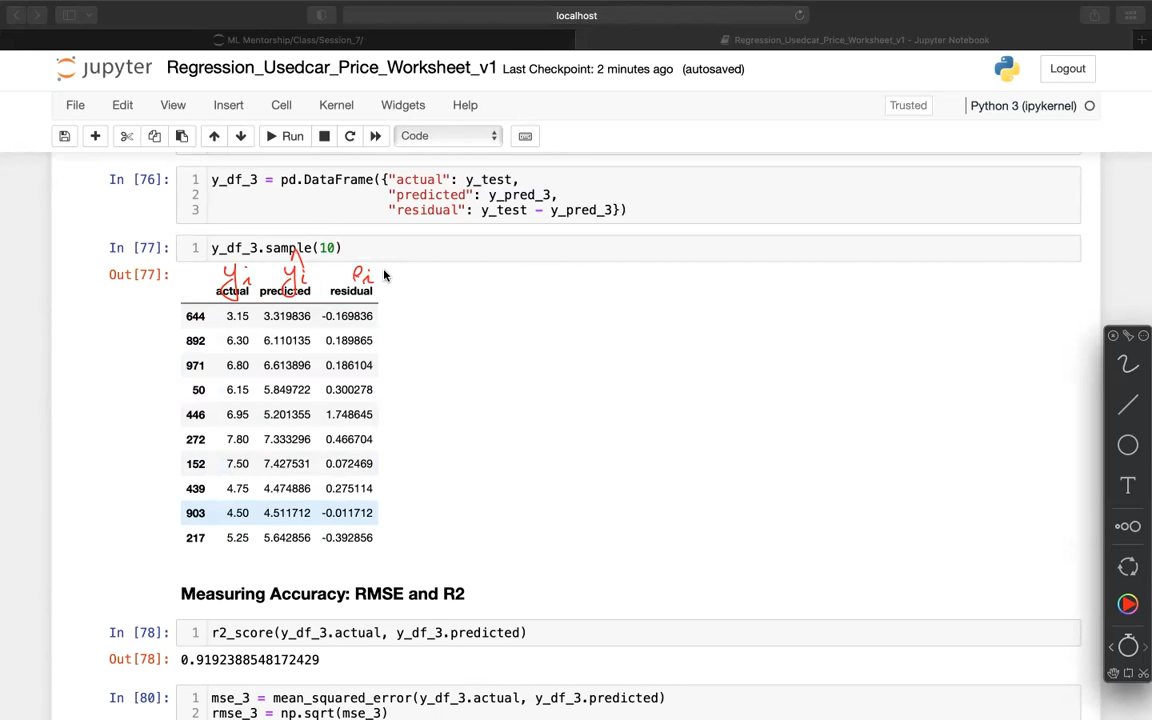 localhost
ML Mentorship/Class/Session_7/
Regression_Usedcar_Price_Worksheet_v1 - Jupyter Notebook
jupyter Regression_Usedcar_Price_Worksheet_v1 Last Checkpoint: 2 minutes ago (autosaved)
Logout
File Edit View Insert Cell Kernel Widgets Help
Trusted
Python 3 (ipykernel)
Run
Code
In [76]: 1 y_df_3 = pd.DataFrame({"actual": y_test,
2 "predicted": y_pred_3,
3 "residual": y_test - y_pred_3})
In [77]: 1 y_df_3.sample(10)
Out[77]:
yi ŷi ei
actual predicted residual
644 3.15 3.319836 -0.169836
892 6.30 6.110135 0.189865
971 6.80 6.613896 0.186104
50 6.15 5.849722 0.300278
446 6.95 5.201355 1.748645
272 7.80 7.333296 0.466704
152 7.50 7.427531 0.072469
439 4.75 4.474886 0.275114
903 4.50 4.511712 -0.011712
217 5.25 5.642856 -0.392856
Measuring Accuracy: RMSE and R2
In [78]: 1 r2_score(y_df_3.actual, y_df_3.predicted)
Out[78]: 0.9192388548172429
In [80]: 1 mse_3 = mean_squared_error(y_df_3.actual, y_df_3.predicted)
2 rmse_3 = np.sqrt(mse_3)
T